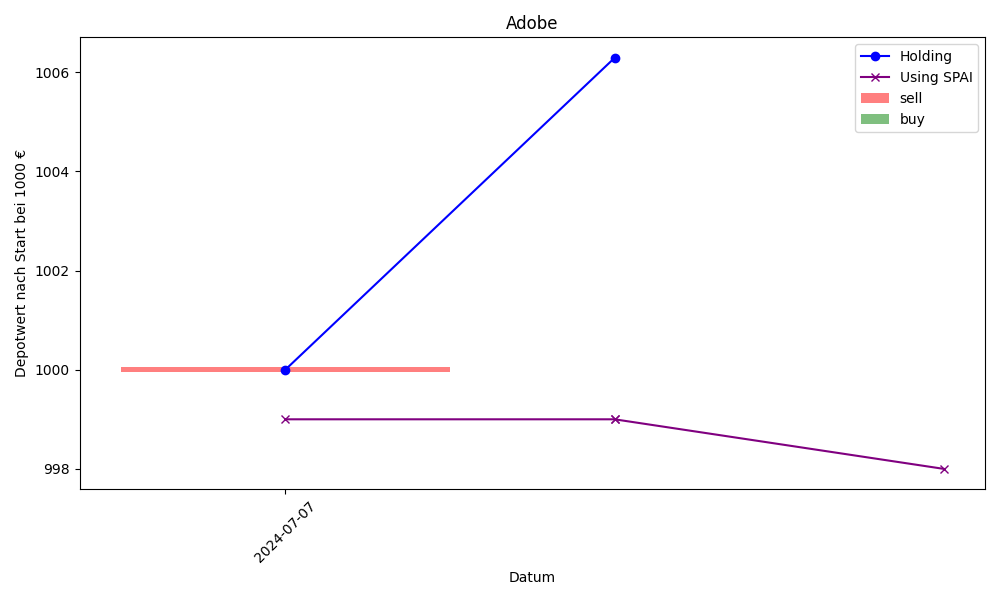 Adobe
Depotwert nach Start bei 1000 €
1006
1004
1002
1000
998
Holding
Using SPAI
sell
buy
2024-07-07
Datum